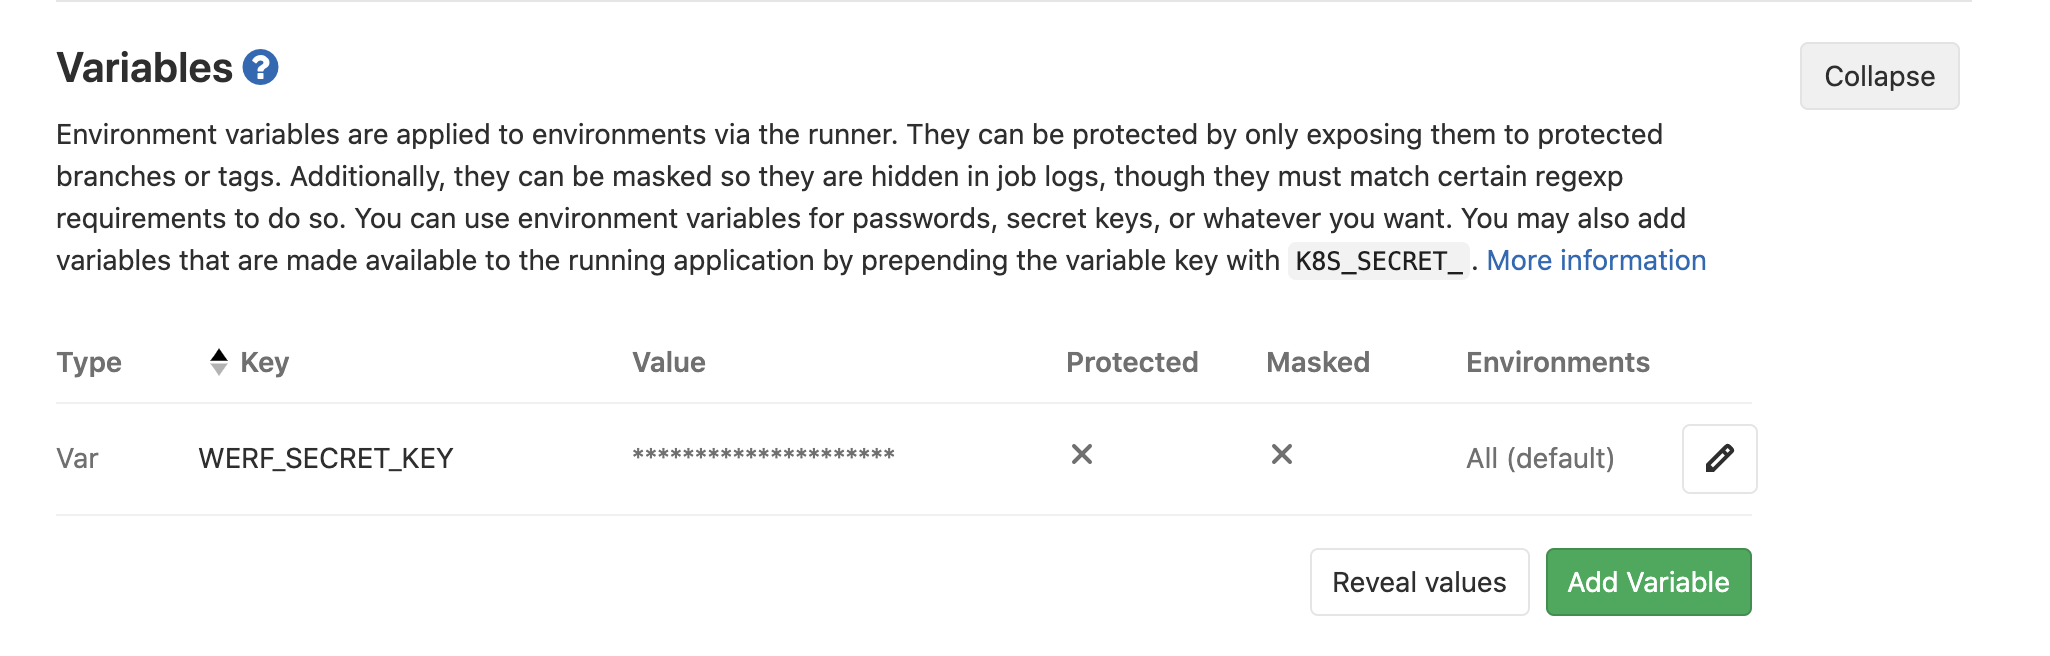 Variables ?
Collapse
Environment variables are applied to environments via the runner. They can be protected by only exposing them to protected
branches or tags. Additionally, they can be masked so they are hidden in job logs, though they must match certain regexp
requirements to do so. You can use environment variables for passwords, secret keys, or whatever you want. You may also add
variables that are made available to the running application by prepending the variable key with K8S_SECRET_ . More information
Type Key Value Protected Masked Environments
Var WERF_SECRET_KEY ********************* All (default)
Reveal values Add Variable